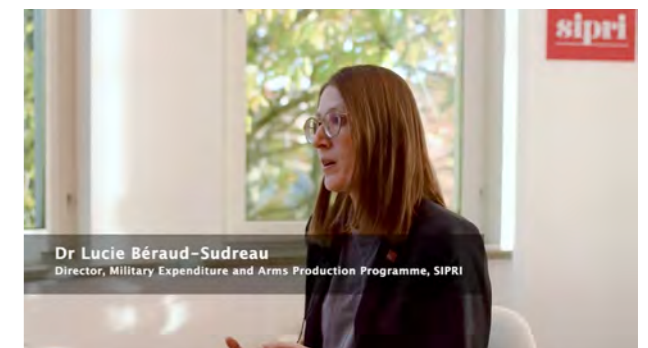 sipri
Dr Lucie Béraud-Sudreau
Director, Military Expenditure and Arms Production Programme, SIPRI